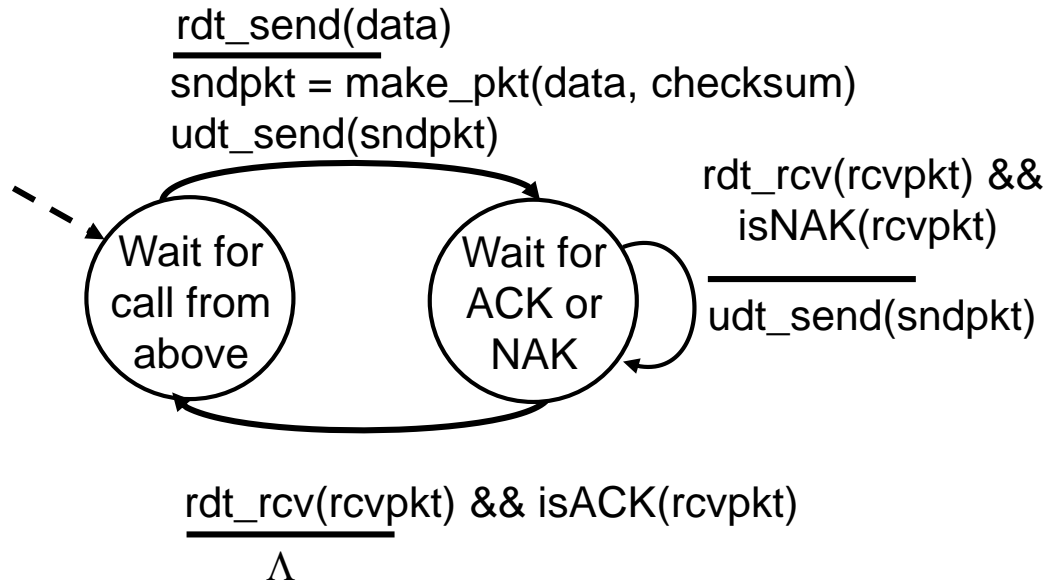 rdt_send(data)
sndpkt = make_pkt(data, checksum)
udt_send(sndpkt)
rdt_rcv(rcvpkt) &&
isNAK(rcvpkt)
udt_send(sndpkt)
Wait for
call from
above
Wait for
ACK or
NAK
rdt_rcv(rcvpkt) && isACK(rcvpkt)
Λ